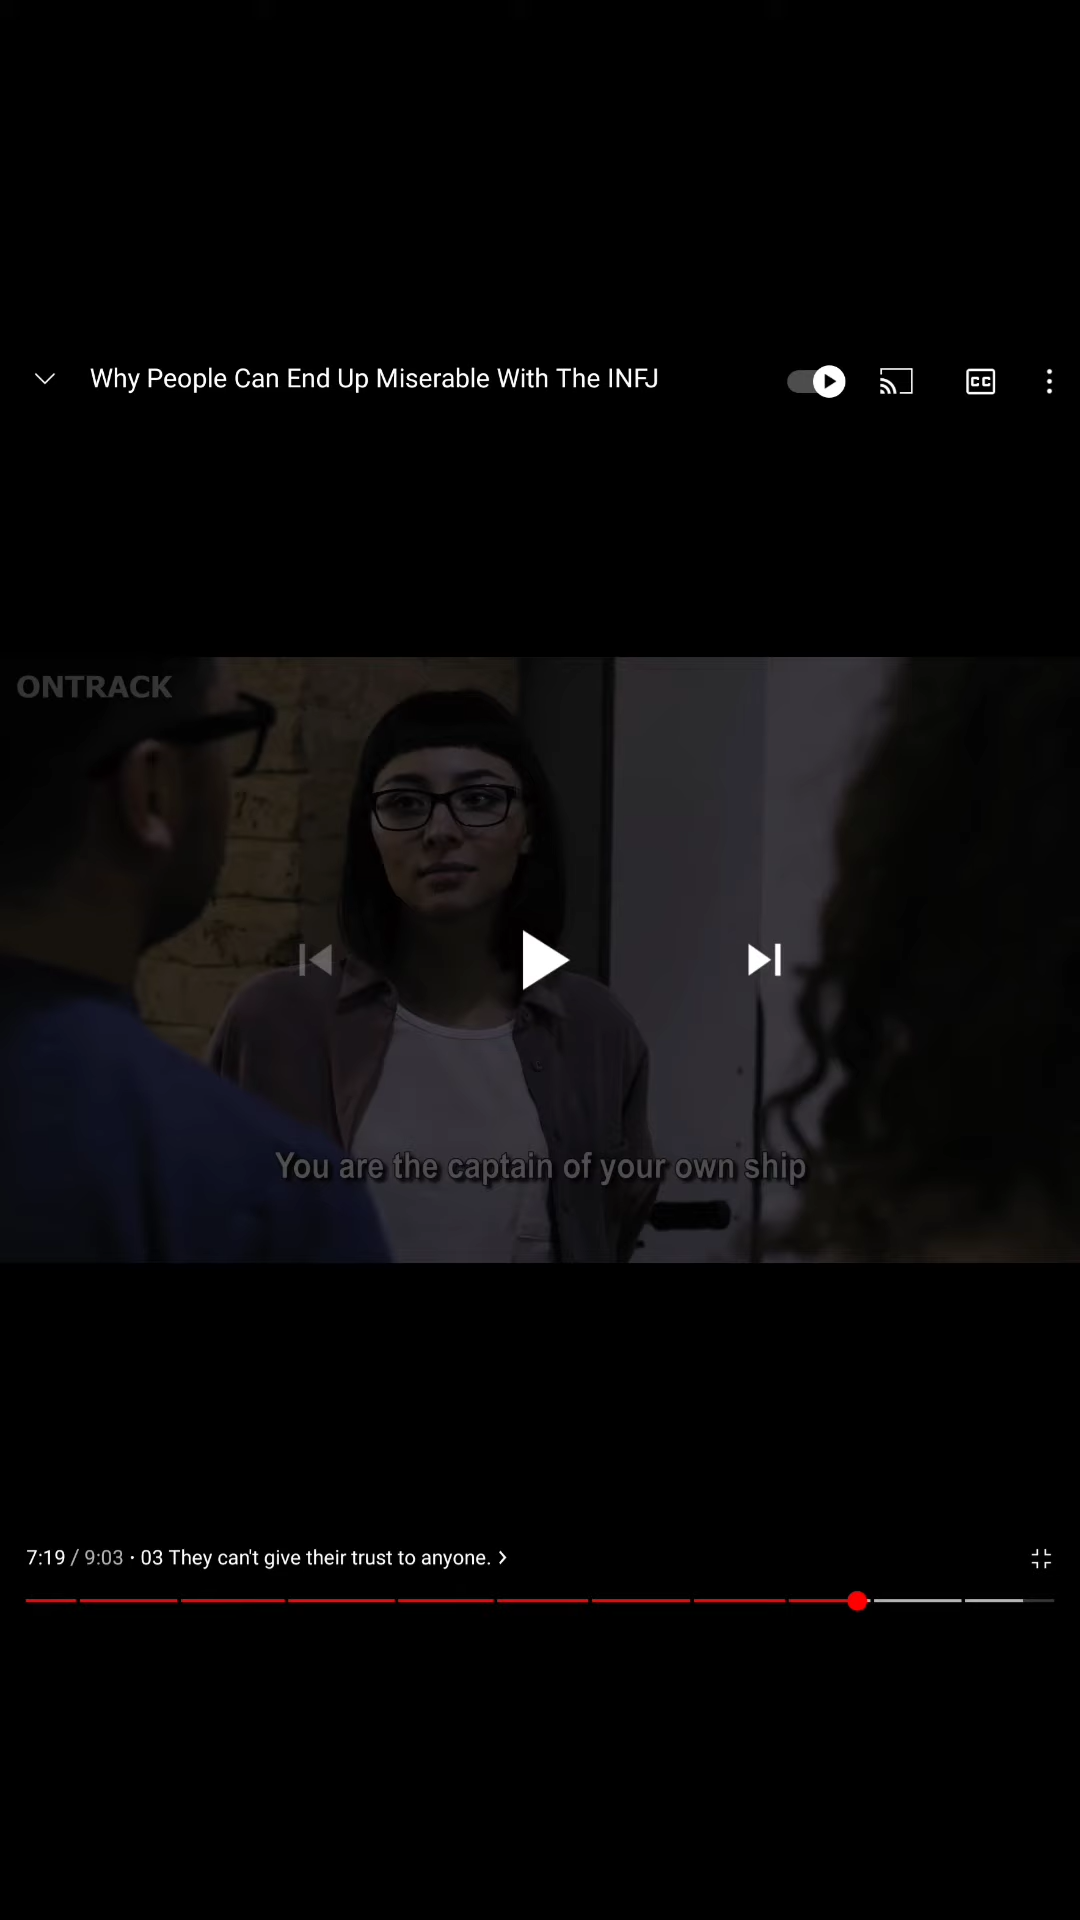 Why People Can End Up Miserable With The INFJ
CC
ONTRACK
You are the captain of your own ship
7:19 / 9:03 · 03 They can't give their trust to anyone.